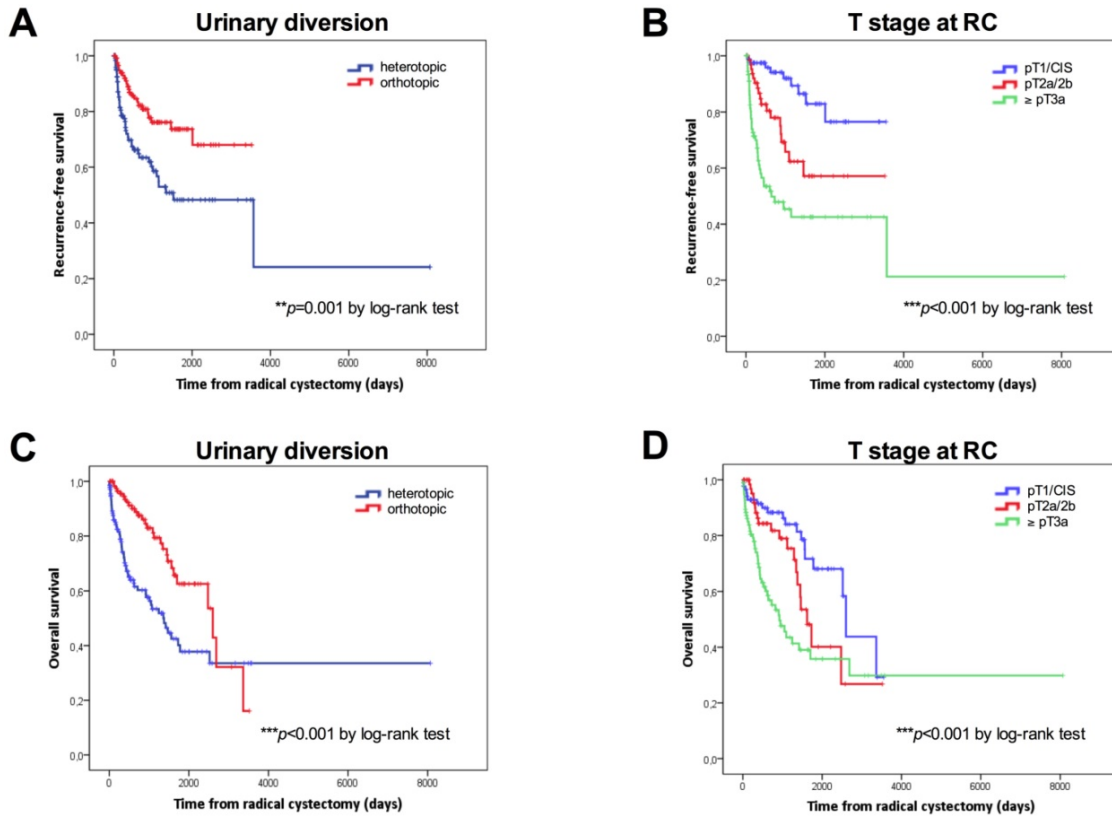 A
Urinary diversion
heterotopic
orthotopic
1,0
0,8
0,6
0,4
0,2
0,0
Recurrence-free survival
**p=0.001 by log-rank test
0 2000 4000 6000 8000
Time from radical cystectomy (days)
B
T stage at RC
pT1/CIS
pT2a/2b
≥ pT3a
1,0
0,8
0,6
0,4
0,2
0,0
Recurrence-free survival
***p<0.001 by log-rank test
0 2000 4000 6000 8000
Time from radical cystectomy (days)
C
Urinary diversion
heterotopic
orthotopic
1,0
0,8
0,6
0,4
0,2
0,0
Overall survival
***p<0.001 by log-rank test
0 2000 4000 6000 8000
Time from radical cystectomy (days)
D
T stage at RC
pT1/CIS
pT2a/2b
≥ pT3a
1,0
0,8
0,6
0,4
0,2
0,0
Overall survival
***p<0.001 by log-rank test
0 2000 4000 6000 8000
Time from radical cystectomy (days)